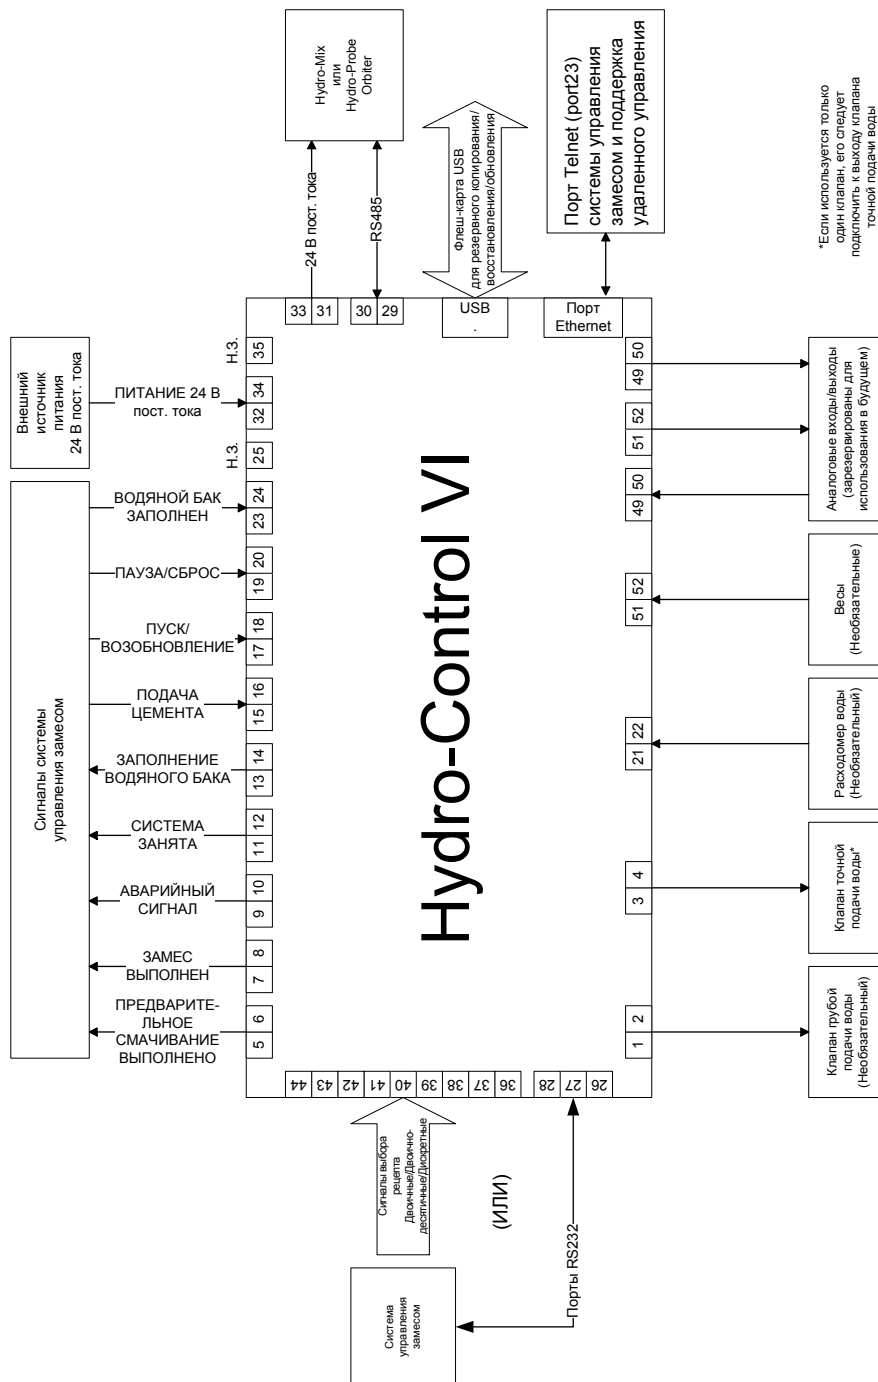 Hydro-Mix
или
Hydro-Probe
Orbiter
24 В пост. тока
RS485
Флеш-карта USB
для резервного копирования/
восстановления/обновления
Порт Telnet (port23)
системы управления
замесом и поддержка
удаленного управления
*Если используется только
один клапан, его следует
подключить к выходу клапана
точной подачи воды
33
31
30
29
USB
.
Порт
Ethernet
Внешний
источник
питания
24 В пост. тока
ПИТАНИЕ 24 В
пост. тока
Н.З.
35
34
32
Н.З.
25
Сигналы системы
управления замесом
ВОДЯНОЙ БАК
ЗАПОЛНЕН
24
23
ПАУЗА/СБРОС
20
19
ПУСК/
ВОЗОБНОВЛЕНИЕ
18
17
ПОДАЧА
ЦЕМЕНТА
16
15
ЗАПОЛНЕНИЕ
ВОДЯНОГО БАКА
14
13
СИСТЕМА
ЗАНЯТА
12
11
АВАРИЙНЫЙ
СИГНАЛ
10
9
ЗАМЕС
ВЫПОЛНЕН
8
7
ПРЕДВАРИТЕ-
ЛЬНОЕ
СМАЧИВАНИЕ
ВЫПОЛНЕНО
6
5
Hydro-Control VI
50
49
52
51
50
49
Аналоговые входы/выходы
(зарезервированы для
использования в будущем)
52
51
Весы
(Необязательные)
22
21
Расходомер воды
(Необязательный)
4
3
Клапан точной
подачи воды*
2
1
Клапан грубой
подачи воды
(Необязательный)
44
43
42
41
40
39
38
37
36
28
27
26
Сигналы выбора
рецепта
Двоичные/Двоично-
десятичные/Дискретные
(ИЛИ)
Порты RS232
Система
управления
замесом